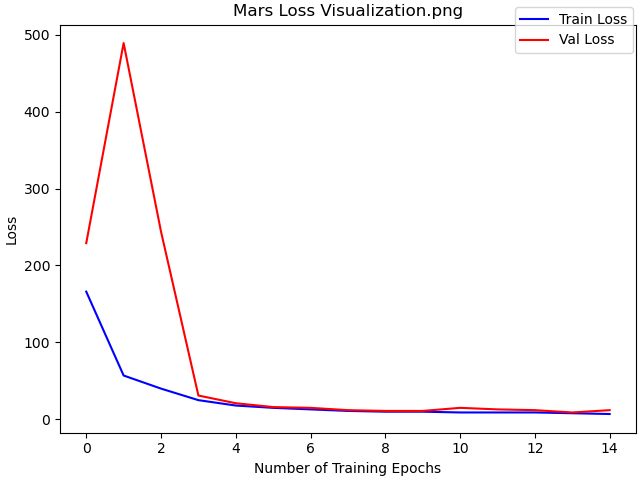 Mars Loss Visualization.png
Train Loss
Val Loss
500
400
300
200
100
0
Loss
0 2 4 6 8 10 12 14
Number of Training Epochs